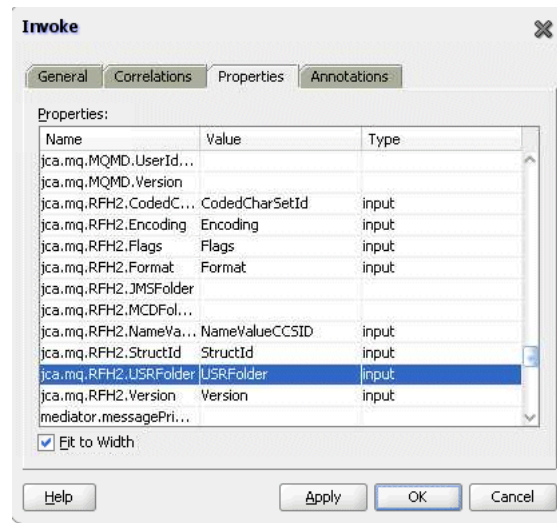 Invoke
General Correlations Properties Annotations
Properties:
Name Value Type
jca.mq.MQMD.UserId...
jca.mq.MQMD.Version
jca.mq.RFH2.CodedC... CodedCharSetId input
jca.mq.RFH2.Encoding Encoding input
jca.mq.RFH2.Flags Flags input
jca.mq.RFH2.Format Format input
jca.mq.RFH2.JMSFolder
jca.mq.RFH2.MCDFol...
jca.mq.RFH2.NameVa... NameValueCCSID input
jca.mq.RFH2.StructId StructId input
jca.mq.RFH2.USRFolder USRFolder input
jca.mq.RFH2.Version Version input
mediator.messagePri...
Fit to Width
Help Apply OK Cancel